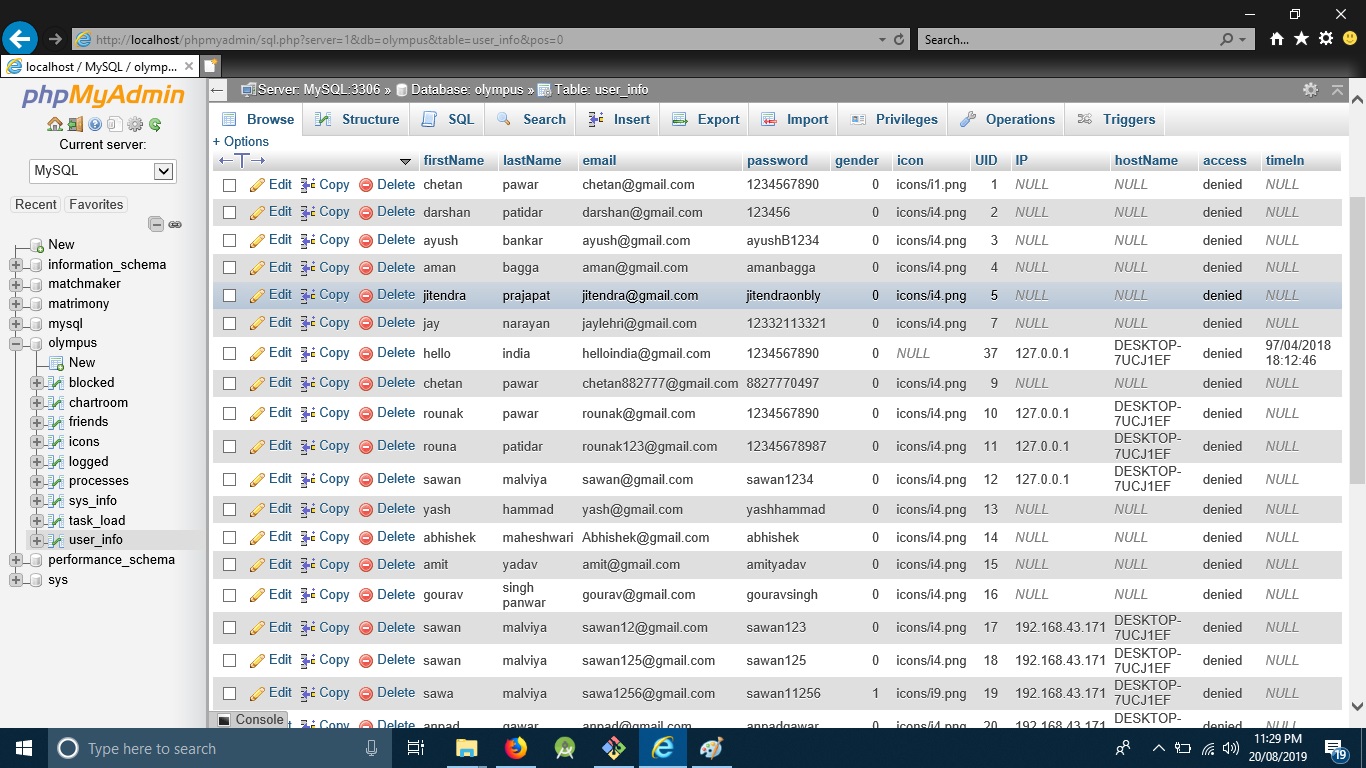 http://localhost/phpmyadmin/sql.php?server=1&db=olympus&table=user_info&pos=0
Search...
localhost / MySQL / olymp...
phpMyAdmin
Current server:
MySQL
Recent Favorites
New
information_schema
matchmaker
matrimony
mysql
olympus
New
blocked
chartroom
friends
icons
logged
processes
sys_info
task_load
user_info
performance_schema
sys
Server: MySQL:3306 » Database: olympus » Table: user_info
Browse Structure SQL Search Insert Export Import Privileges Operations Triggers
+ Options
←T→ firstName lastName email password gender icon UID IP hostName access timeIn
Edit Copy Delete chetan pawar chetan@gmail.com 1234567890 0 icons/i1.png 1 NULL NULL denied NULL
Edit Copy Delete darshan patidar darshan@gmail.com 123456 0 icons/i4.png 2 NULL NULL denied NULL
Edit Copy Delete ayush bankar ayush@gmail.com ayushB1234 0 icons/i4.png 3 NULL NULL denied NULL
Edit Copy Delete aman bagga aman@gmail.com amanbagga 0 icons/i4.png 4 NULL NULL denied NULL
Edit Copy Delete jitendra prajapat jitendra@gmail.com jitendraonbly 0 icons/i4.png 5 NULL NULL denied NULL
Edit Copy Delete jay narayan jaylehri@gmail.com 12332113321 0 icons/i4.png 7 NULL NULL denied NULL
Edit Copy Delete hello india helloindia@gmail.com 1234567890 0 NULL 37 127.0.0.1 DESKTOP-7UCJ1EF denied 97/04/2018 18:12:46
Edit Copy Delete chetan pawar chetan882777@gmail.com 8827770497 0 icons/i4.png 9 NULL NULL denied NULL
Edit Copy Delete rounak pawar rounak@gmail.com 1234567890 0 icons/i4.png 10 127.0.0.1 DESKTOP-7UCJ1EF denied NULL
Edit Copy Delete rouna patidar rounak123@gmail.com 12345678987 0 icons/i4.png 11 127.0.0.1 DESKTOP-7UCJ1EF denied NULL
Edit Copy Delete sawan malviya sawan@gmail.com sawan1234 0 icons/i4.png 12 127.0.0.1 DESKTOP-7UCJ1EF denied NULL
Edit Copy Delete yash hammad yash@gmail.com yashhammad 0 icons/i4.png 13 NULL NULL denied NULL
Edit Copy Delete abhishek maheshwari Abhishek@gmail.com abhishek 0 icons/i4.png 14 NULL NULL denied NULL
Edit Copy Delete amit yadav amit@gmail.com amityadav 0 icons/i4.png 15 NULL NULL denied NULL
Edit Copy Delete gourav singh panwar gourav@gmail.com gouravsingh 0 icons/i4.png 16 NULL NULL denied NULL
Edit Copy Delete sawan malviya sawan12@gmail.com sawan123 0 icons/i4.png 17 192.168.43.171 DESKTOP-7UCJ1EF denied NULL
Edit Copy Delete sawan malviya sawan125@gmail.com sawan125 0 icons/i4.png 18 192.168.43.171 DESKTOP-7UCJ1EF denied NULL
Edit Copy Delete sawa malviya sawa1256@gmail.com sawan11256 1 icons/i9.png 19 192.168.43.171 DESKTOP-7UCJ1EF denied NULL
Copy Delete anpad gawar anpad@gmail.com anpadgawar 0 icons/i4.png 20 192.168.43.171 DESKTOP- denied NULL
Console
Type here to search
11:29 PM
20/08/2019
19